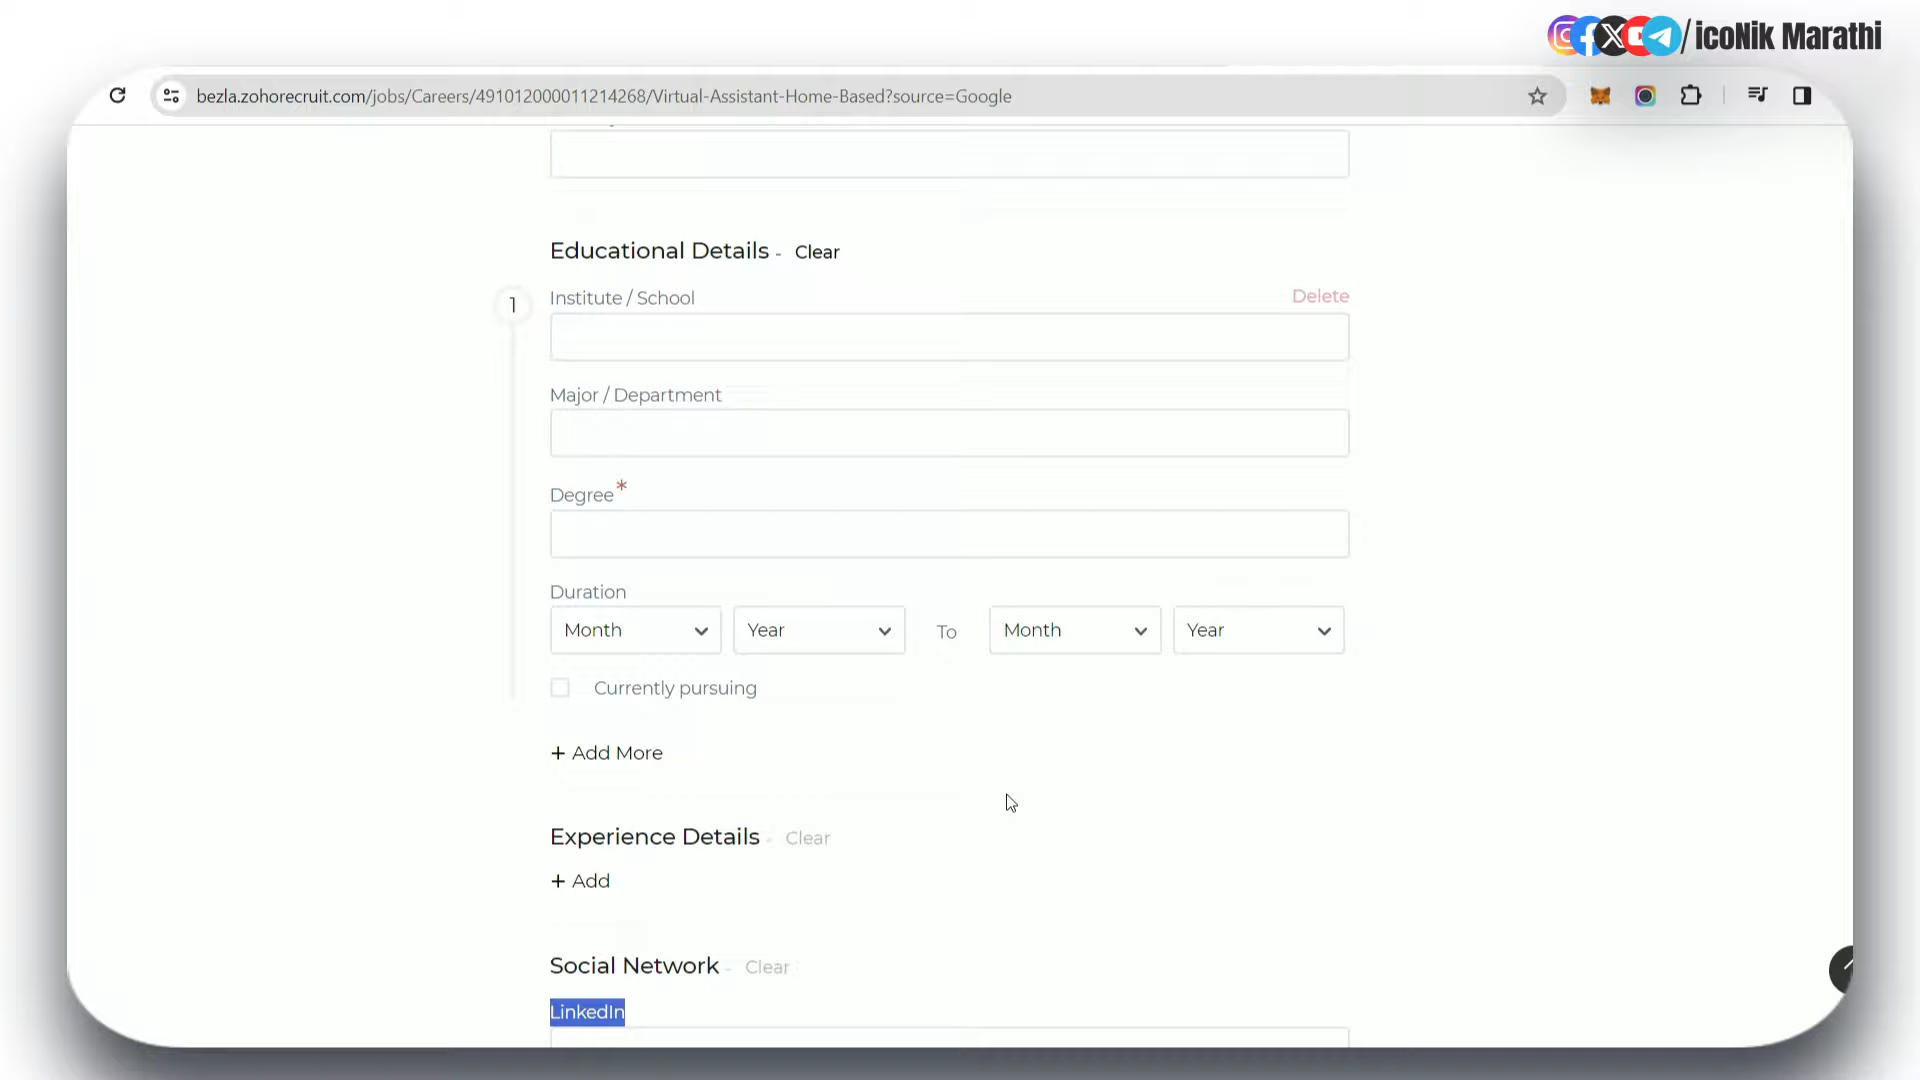 /icoNik Marathi
bezla.zohorecruit.com/jobs/Careers/491012000011214268/Virtual-Assistant-Home-Based?source=Google
Educational Details - Clear
1
Institute / School
Delete
Major / Department
Degree*
Duration
Month Year To Month Year
Currently pursuing
+ Add More
Experience Details - Clear
+ Add
Social Network - Clear
LinkedIn